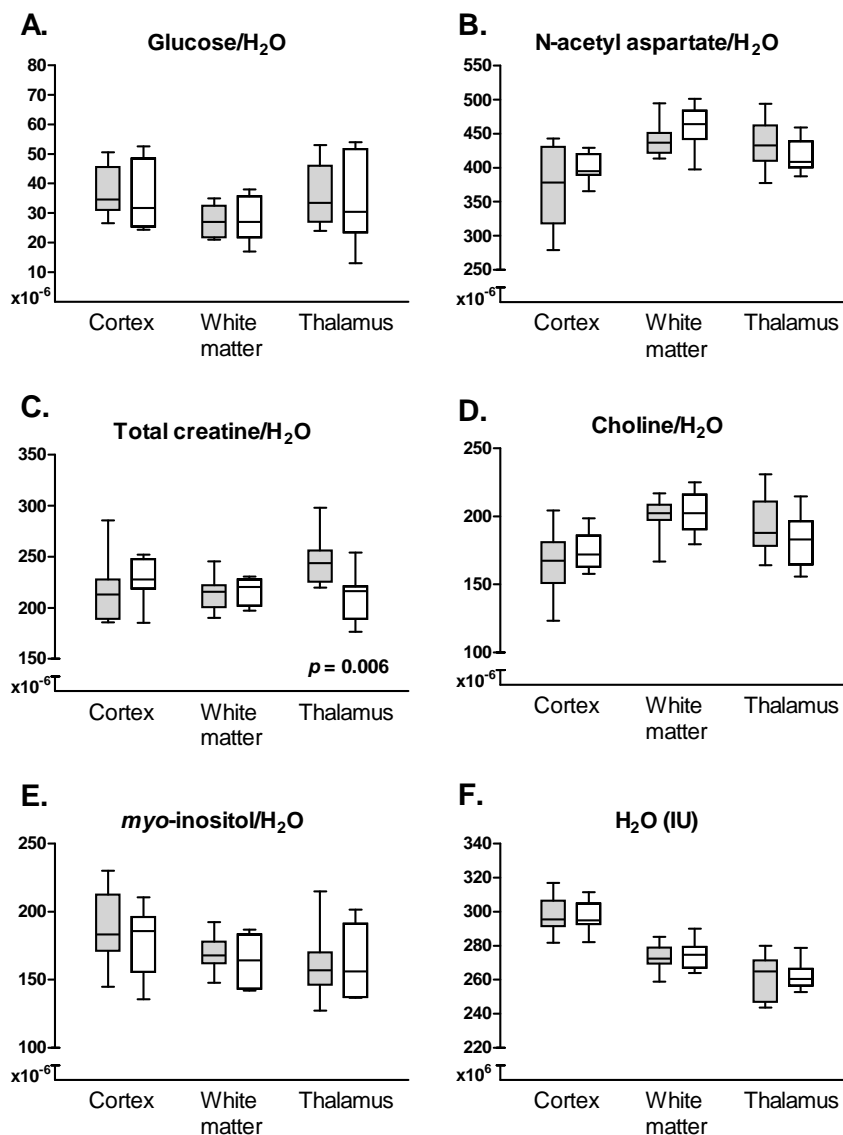 A.
Glucose/H₂O
80
70
60
50
40
30
20
10
x10⁻⁶
Cortex
White
matter
Thalamus
B.
N-acetyl aspartate/H₂O
550
500
450
400
350
300
250
x10⁻⁶
Cortex
White
matter
Thalamus
C.
Total creatine/H₂O
350
300
250
200
150
x10⁻⁶
p = 0.006
Cortex
White
matter
Thalamus
D.
Choline/H₂O
250
200
150
100
x10⁻⁶
Cortex
White
matter
Thalamus
E.
myo-inositol/H₂O
250
200
150
100
x10⁻⁶
Cortex
White
matter
Thalamus
F.
H₂O (IU)
340
320
300
280
260
240
220
x10⁶
Cortex
White
matter
Thalamus